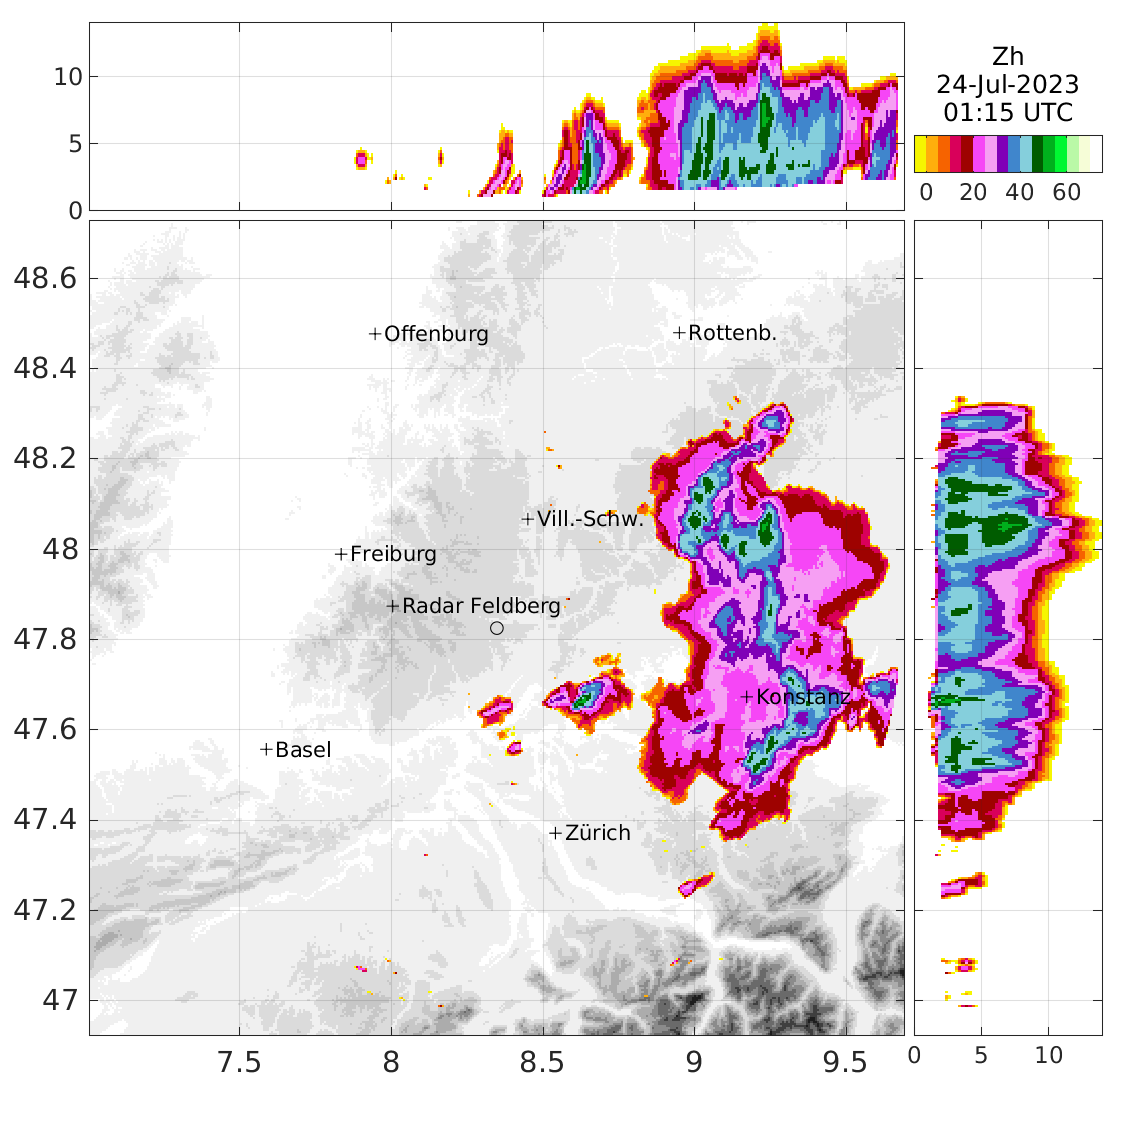 10
5
0
Zh
24-Jul-2023
01:15 UTC
0 20 40 60
48.6
48.4
48.2
48
47.8
47.6
47.4
47.2
47
+Offenburg
+Rottenb.
+Vill.-Schw.
+Freiburg
+Radar Feldberg
+Konstanz
+Basel
+Zürich
7.5 8 8.5 9 9.5
0 5 10